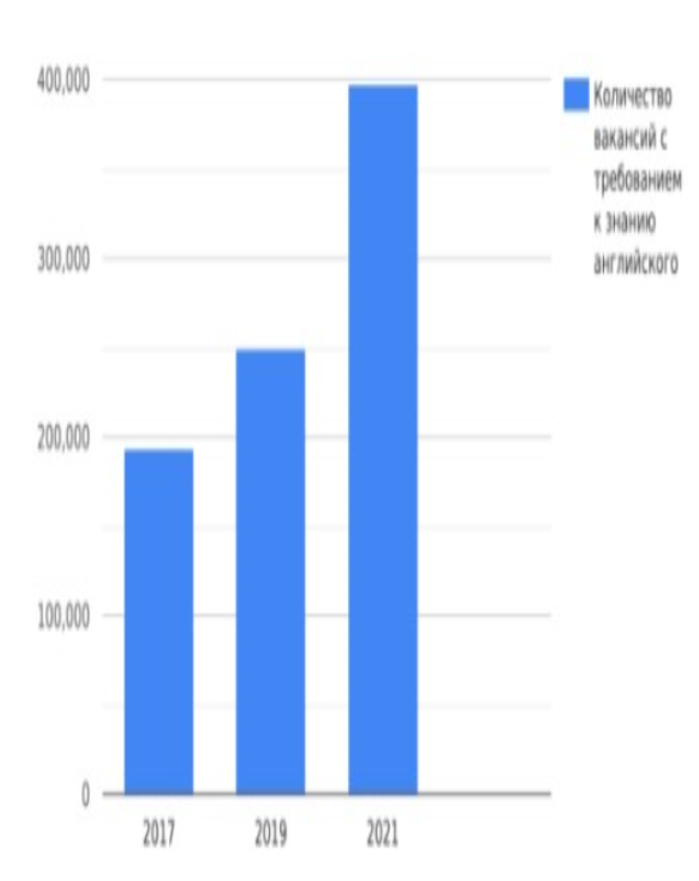 400,000
300,000
200,000
100,000
0
2017 2019 2021
Количество
вакансий с
требованием
к знанию
английского